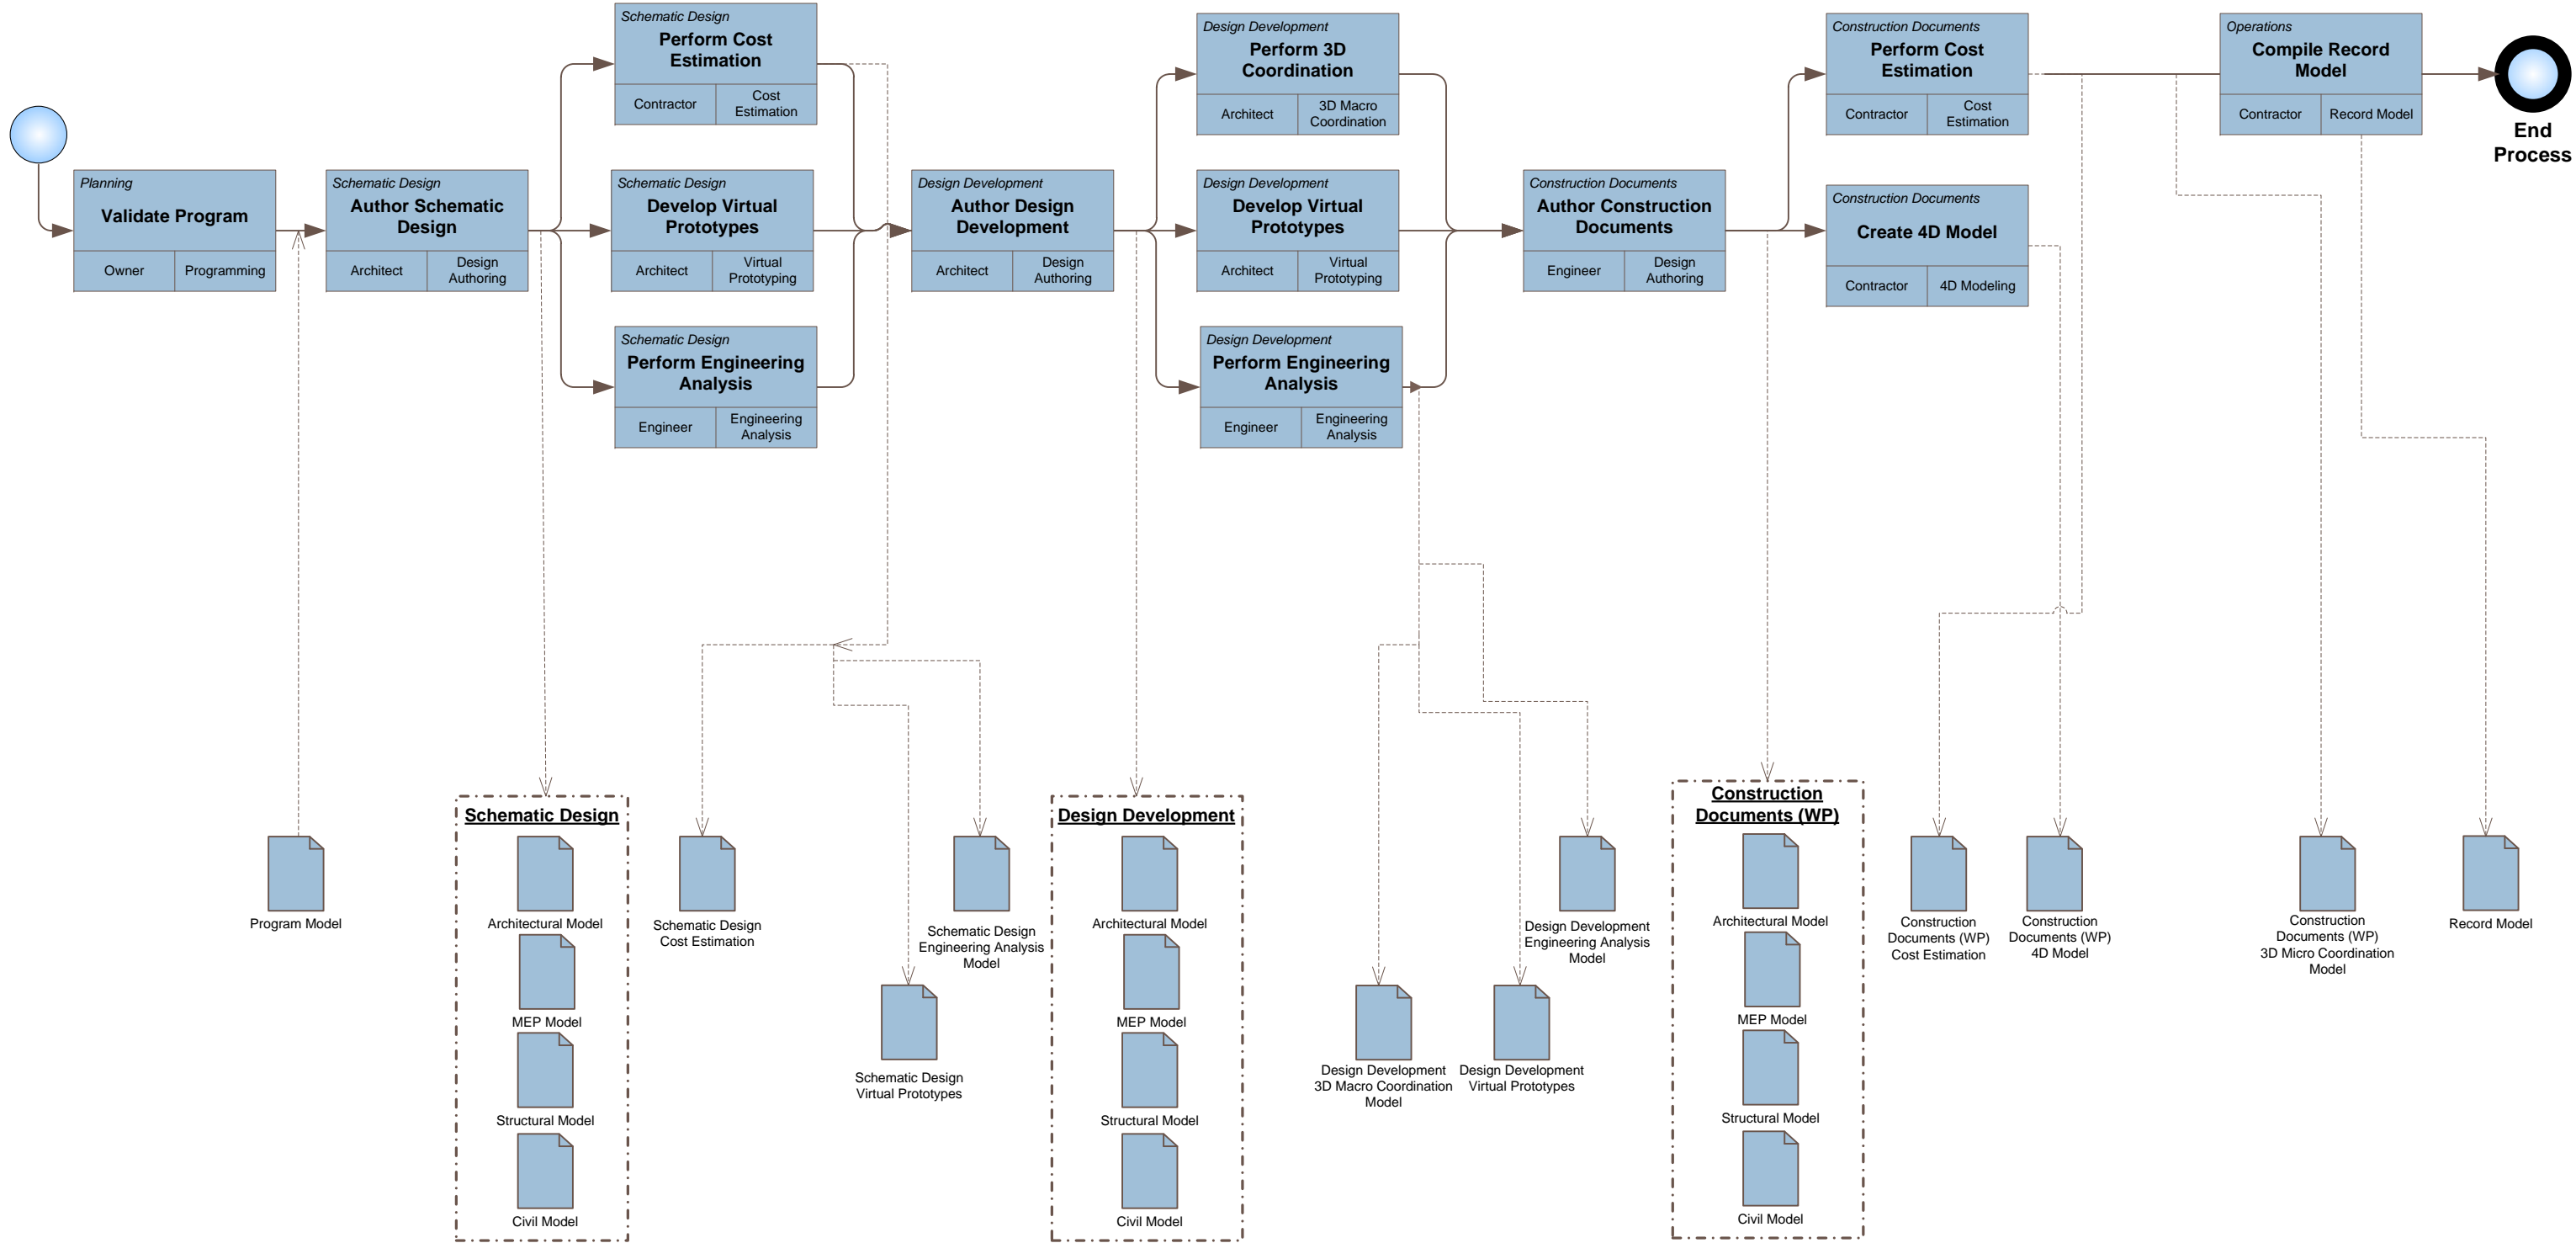 Schematic Design
Perform Cost
Estimation
Contractor
Cost
Estimation
Design Development
Perform 3D
Coordination
Architect
3D Macro
Coordination
Construction Documents
Perform Cost
Estimation
Contractor
Cost
Estimation
Operations
Compile Record
Model
Contractor
Record Model
End
Process
Planning
Validate Program
Owner
Programming
Schematic Design
Author Schematic
Design
Architect
Design
Authoring
Schematic Design
Develop Virtual
Prototypes
Architect
Virtual
Prototyping
Design Development
Author Design
Development
Architect
Design
Authoring
Design Development
Develop Virtual
Prototypes
Architect
Virtual
Prototyping
Construction Documents
Author Construction
Documents
Engineer
Design
Authoring
Construction Documents
Create 4D Model
Contractor
4D Modeling
Schematic Design
Perform Engineering
Analysis
Engineer
Engineering
Analysis
Design Development
Perform Engineering
Analysis
Engineer
Engineering
Analysis
Program Model
Schematic Design
Architectural Model
MEP Model
Structural Model
Civil Model
Schematic Design
Cost Estimation
Schematic Design
Virtual Prototypes
Schematic Design
Engineering Analysis
Model
Design Development
Architectural Model
MEP Model
Structural Model
Civil Model
Design Development
3D Macro Coordination
Model
Design Development
Virtual Prototypes
Design Development
Engineering Analysis
Model
Construction
Documents (WP)
Architectural Model
MEP Model
Structural Model
Civil Model
Construction
Documents (WP)
Cost Estimation
Construction
Documents (WP)
4D Model
Construction
Documents (WP)
3D Micro Coordination
Model
Record Model